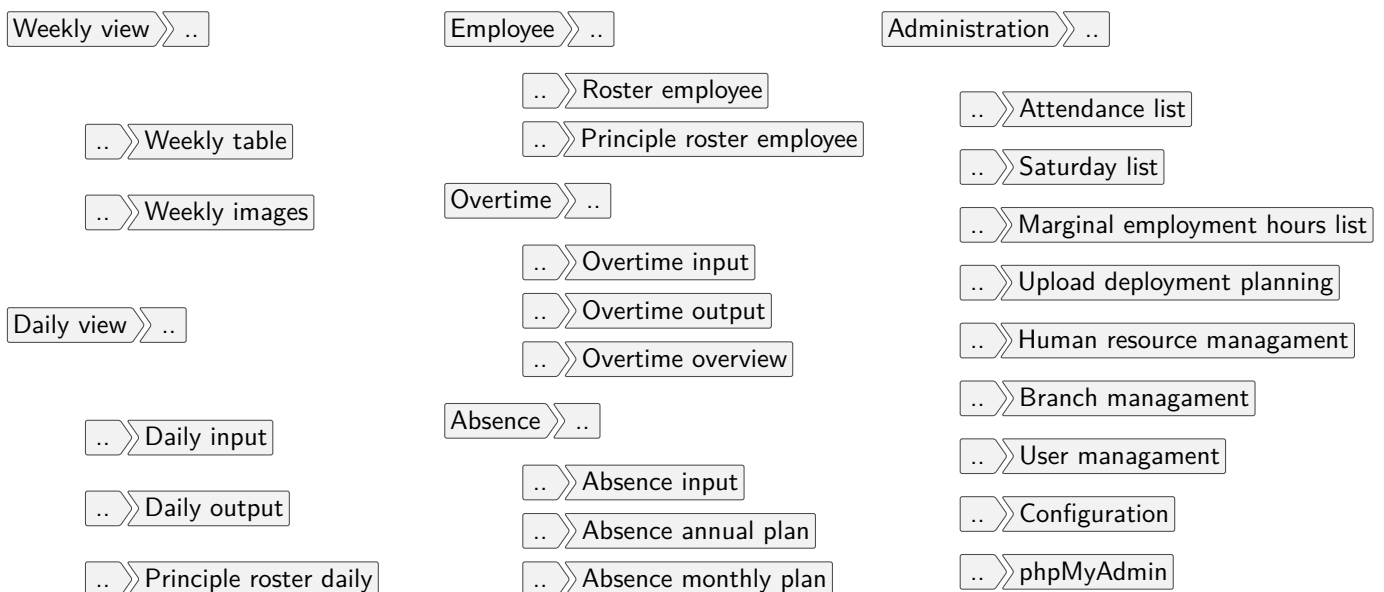 Weekly view ..
.. Weekly table
.. Weekly images
Daily view ..
.. Daily input
.. Daily output
.. Principle roster daily
Employee ..
.. Roster employee
.. Principle roster employee
Overtime ..
.. Overtime input
.. Overtime output
.. Overtime overview
Absence ..
.. Absence input
.. Absence annual plan
.. Absence monthly plan
Administration ..
.. Attendance list
.. Saturday list
.. Marginal employment hours list
.. Upload deployment planning
.. Human resource managament
.. Branch managament
.. User managament
.. Configuration
.. phpMyAdmin